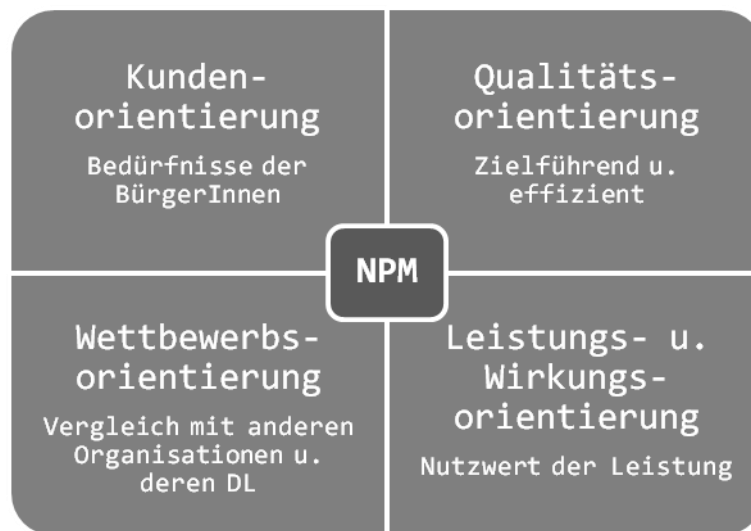 Kunden-
orientierung
Bedürfnisse der
BürgerInnen
Qualitäts-
orientierung
Zielführend u.
effizient
NPM
Wettbewerbs-
orientierung
Vergleich mit anderen
Organisationen u.
deren DL
Leistungs- u.
Wirkungs-
orientierung
Nutzwert der Leistung